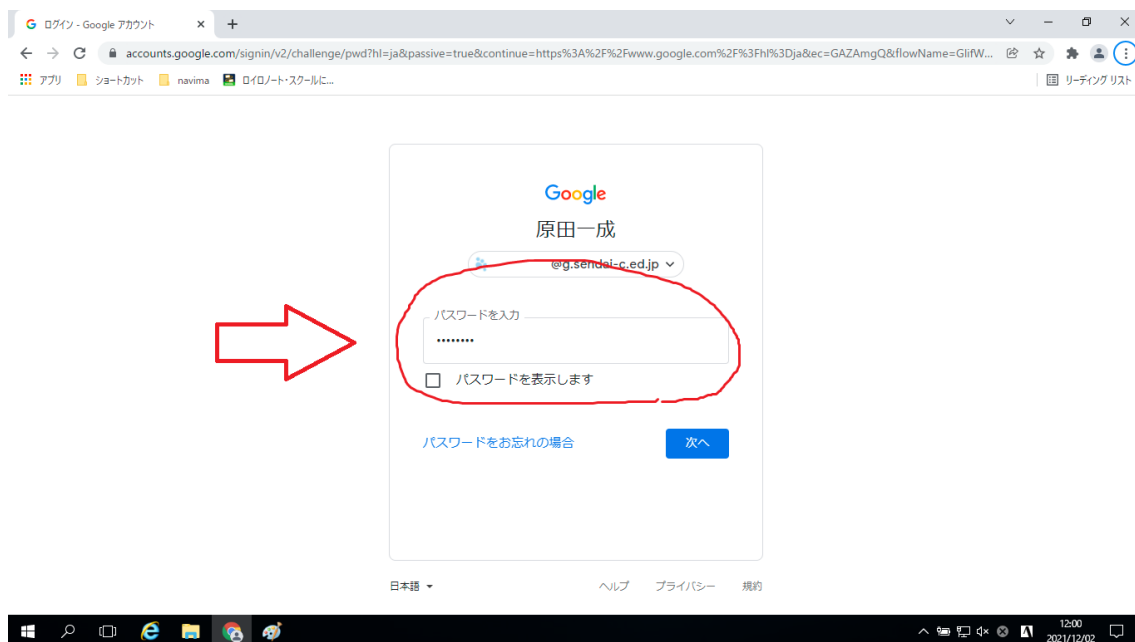 ログイン - Google アカウント
accounts.google.com/signin/v2/challenge/pwd?hl=ja&passive=true&continue=https%3A%2F%2Fwww.google.com%2F%3Fhl%3Dja&ec=GAZAmgQ&flowName=GlifW...
アプリ ショートカット navima ロイロノート・スクールに... リーディング リスト
Google
原田一成
@g.sendai-c.ed.jp
パスワードを入力
••••••••
パスワードを表示します
パスワードをお忘れの場合 次へ
日本語 ヘルプ プライバシー 規約
12:00
2021/12/02